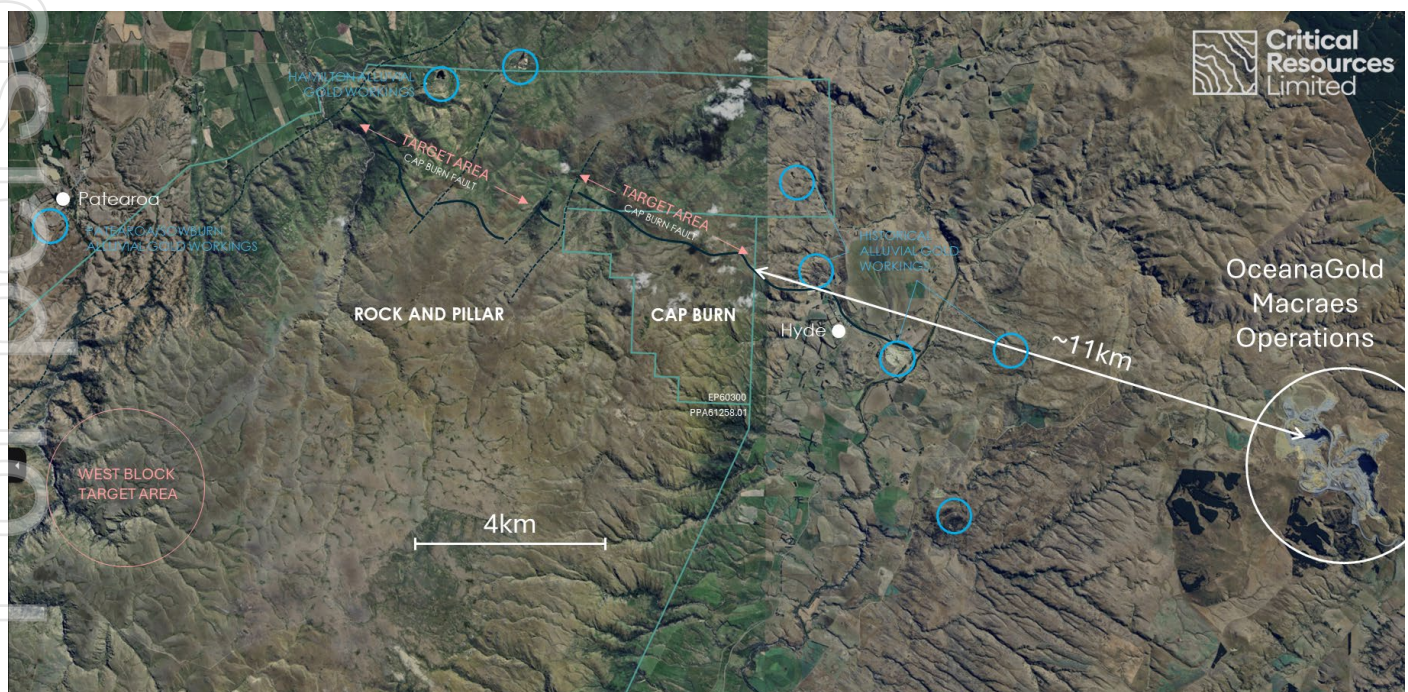 Critical
Resources
Limited
HAMILTON ALLUVIAL
GOLD WORKINGS
TARGET AREA
CAP BURN FAULT
TARGET AREA
CAP BURN FAULT
Patearoa
PATEAROA/SOWBURN
ALLUVIAL GOLD WORKINGS
HISTORICAL
ALLUVIAL GOLD
WORKINGS
OceanaGold
Macraes
Operations
ROCK AND PILLAR
CAP BURN
Hyde
~11km
EP60300
PPA61258.01
WEST BLOCK
TARGET AREA
4km